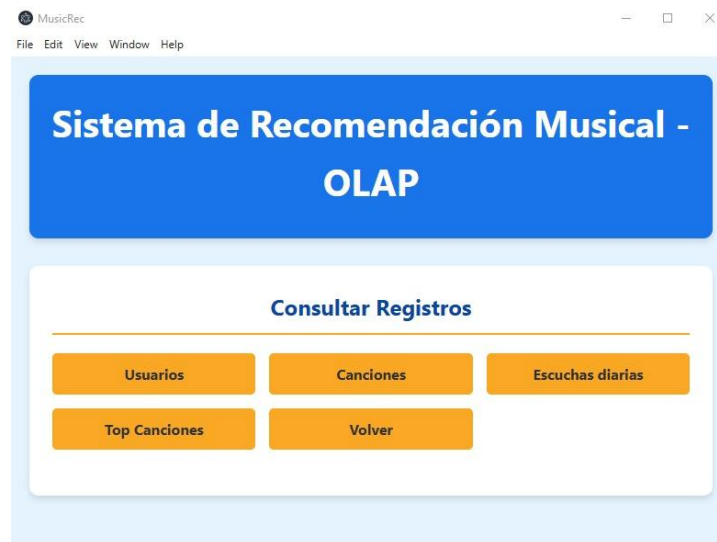 MusicRec
File Edit View Window Help
Sistema de Recomendación Musical -
OLAP
Consultar Registros
Usuarios Canciones Escuchas diarias
Top Canciones Volver